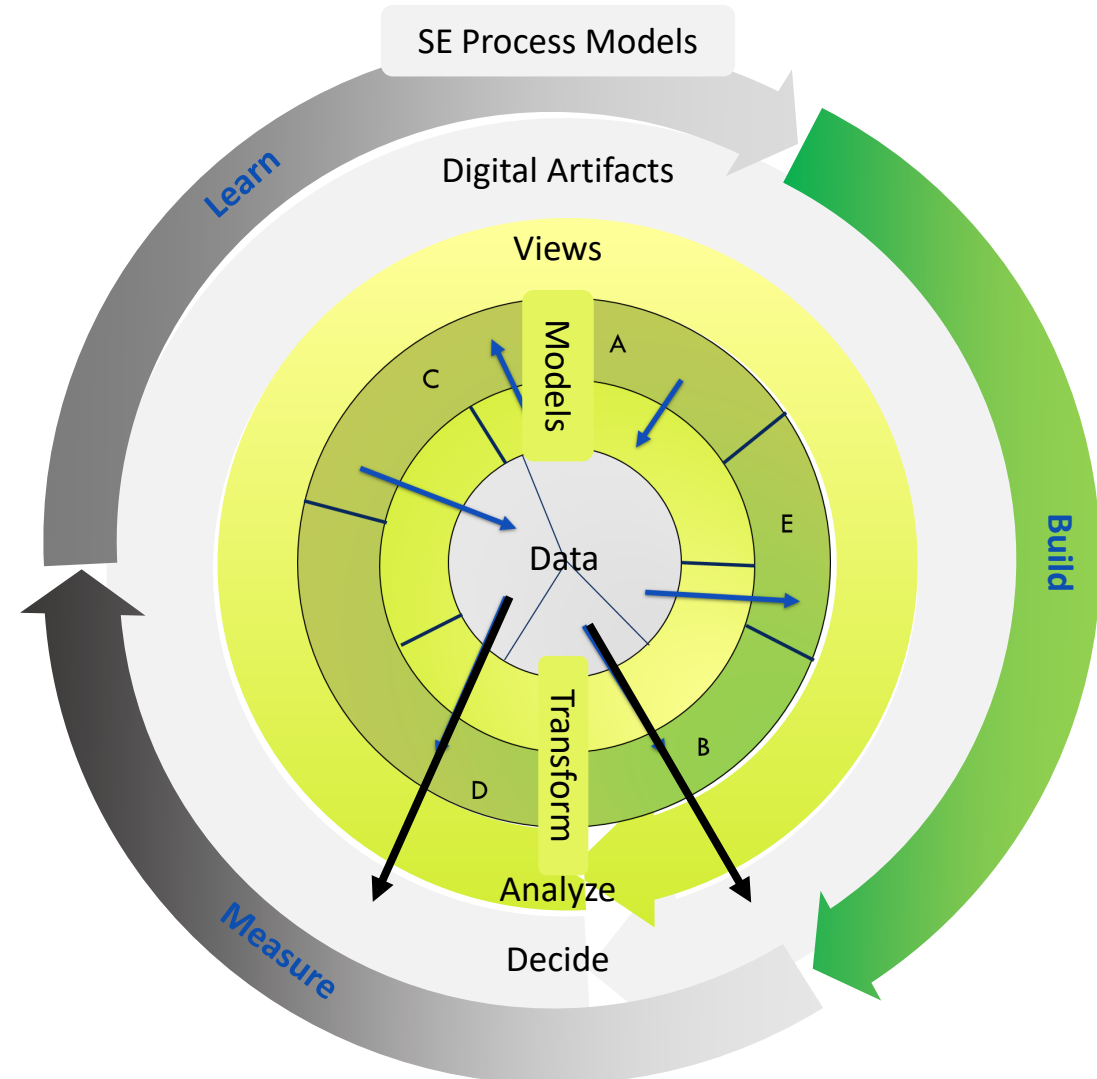 SE Process Models
Learn
Digital Artifacts
Views
Models
A
C
E
Build
Data
Transform
B
D
Analyze
Measure
Decide